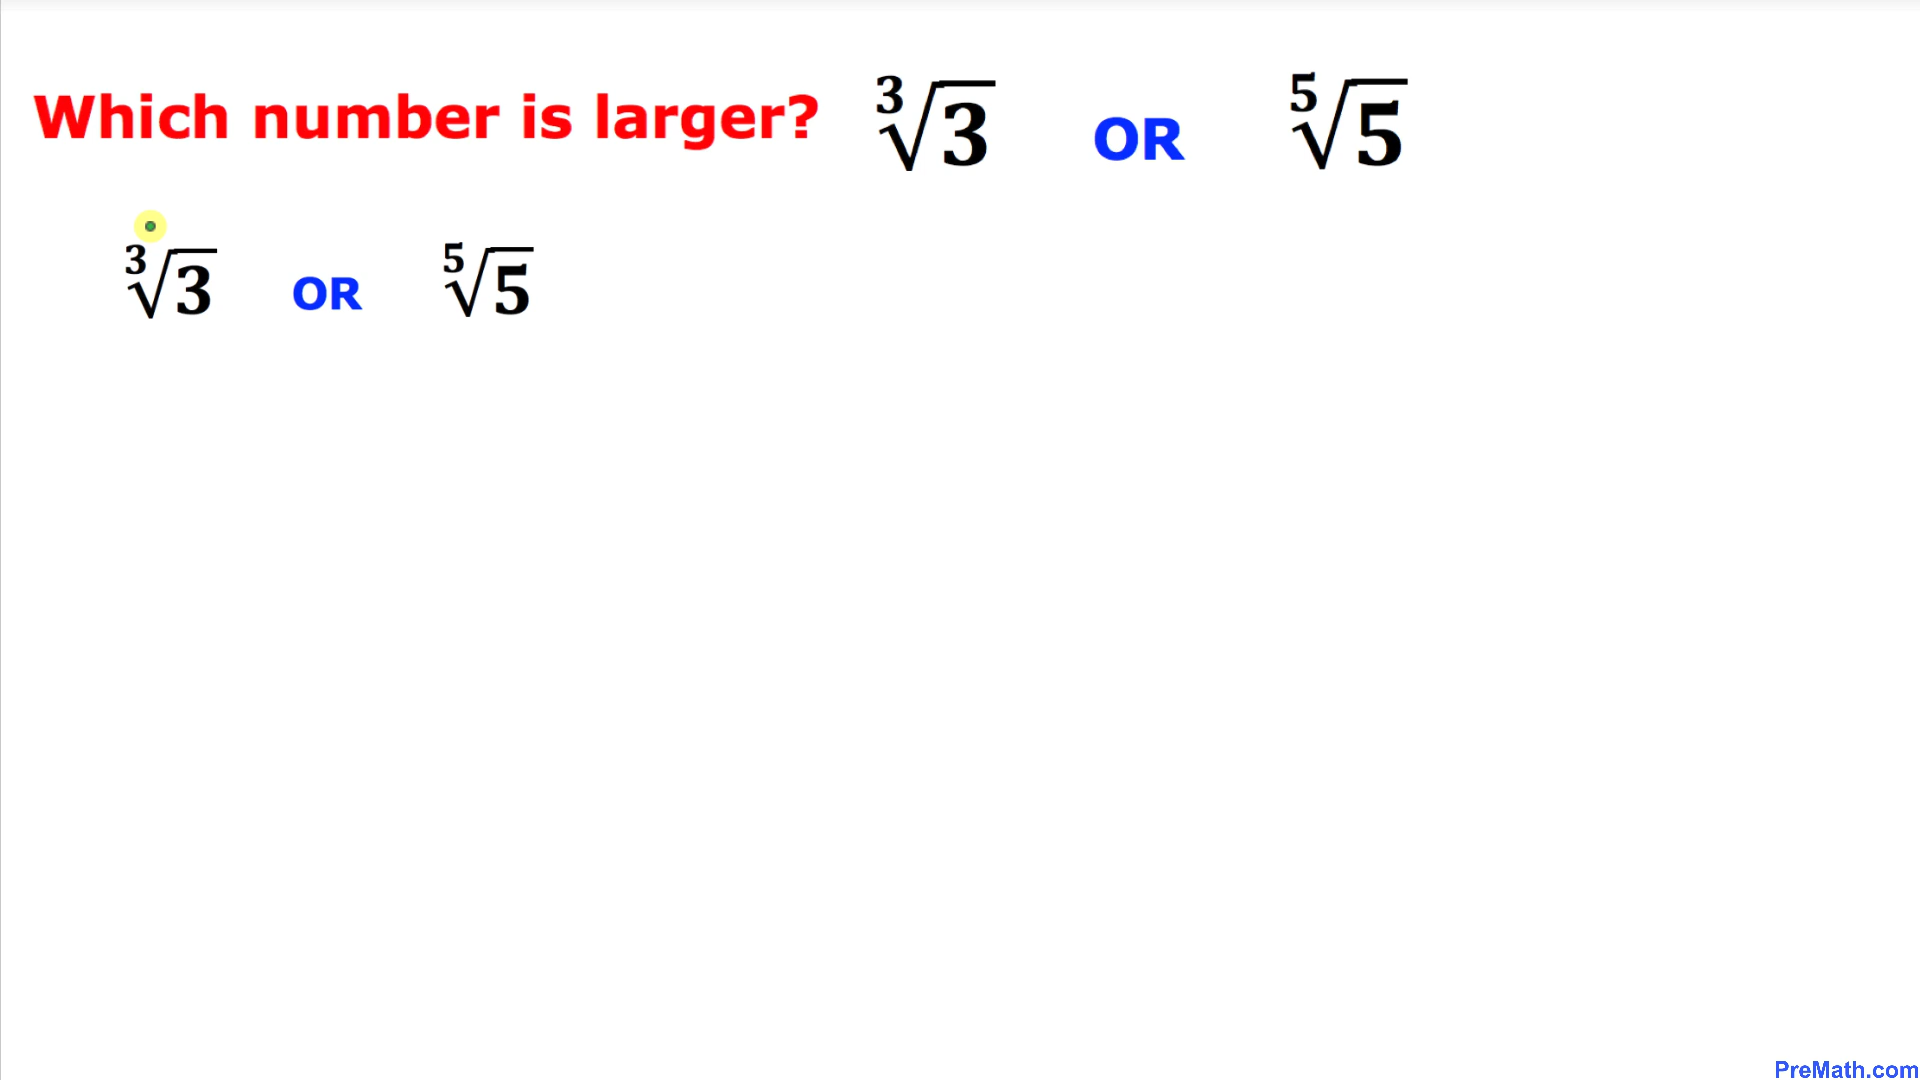 Which number is larger? ∛3 OR ⁵√5
∛3 OR ⁵√5
PreMath.com